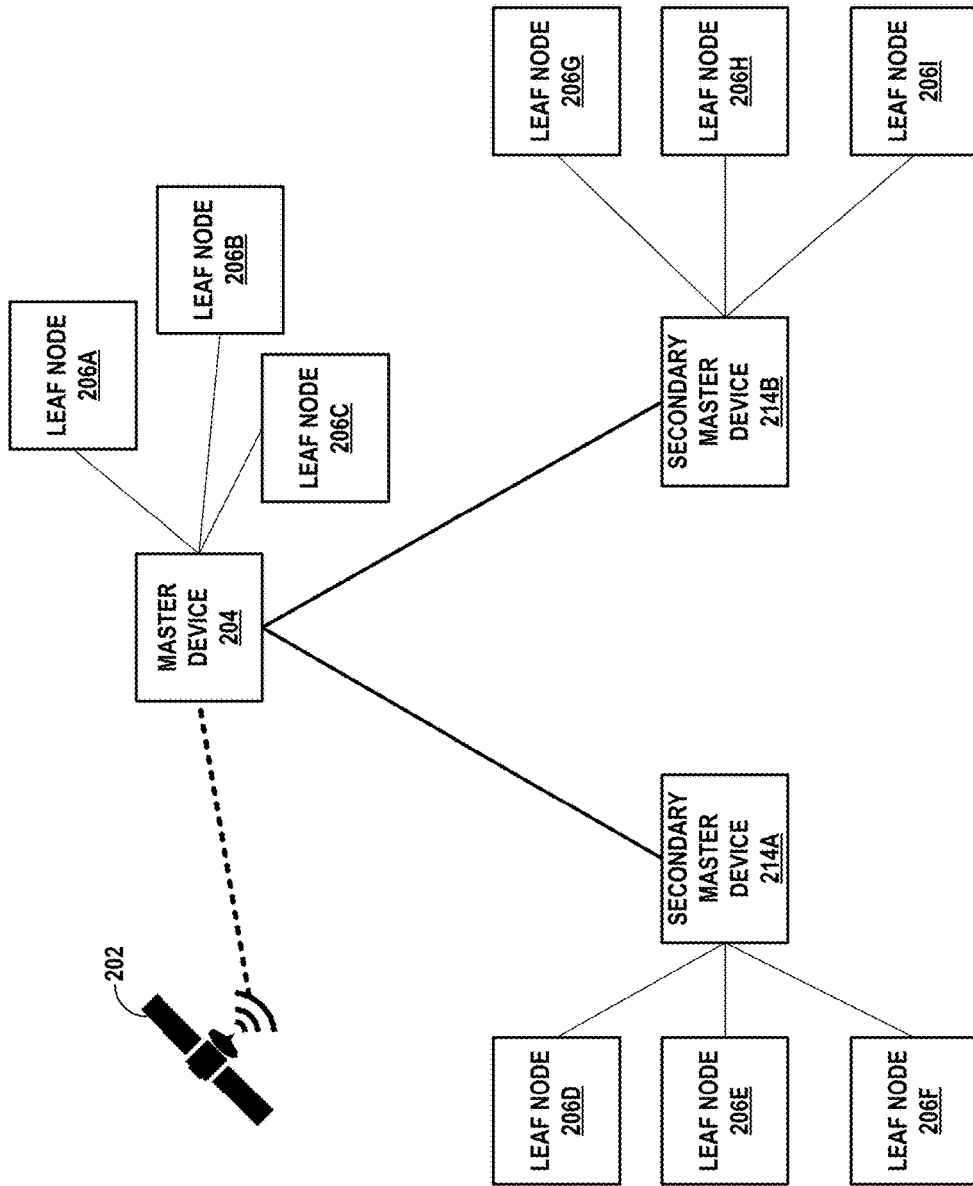 202
MASTER
DEVICE
204
LEAF NODE
206A
LEAF NODE
206B
LEAF NODE
206C
SECONDARY
MASTER
DEVICE
214A
SECONDARY
MASTER
DEVICE
214B
LEAF NODE
206D
LEAF NODE
206E
LEAF NODE
206F
LEAF NODE
206G
LEAF NODE
206H
LEAF NODE
206I